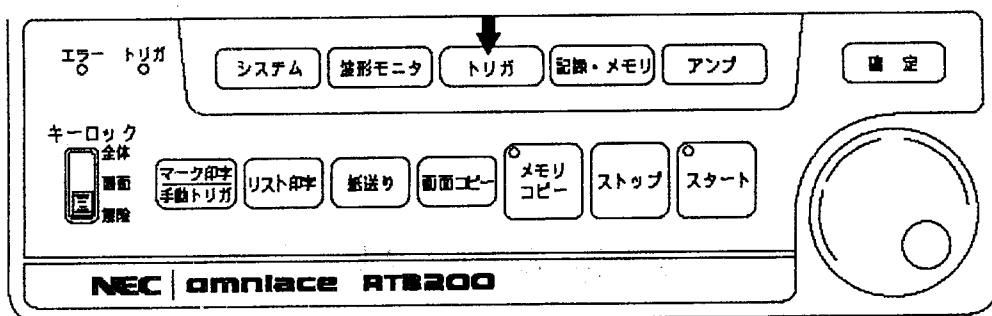 エラー トリガ
システム 波形モニタ トリガ 記録・メモリ アンプ
確定
キーロック
全体
画面
解除
マーク印字
手動トリガ
リスト印字
紙送り
画面コピー
メモリ
コピー
ストップ
スタート
NEC omniace RT3200